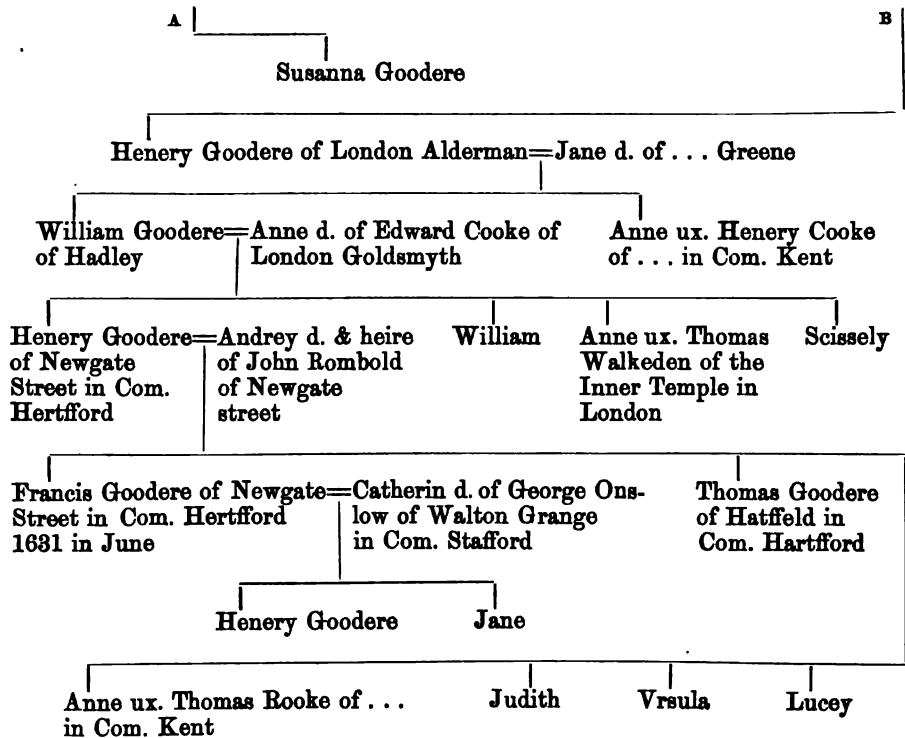 A B
Susanna Goodere
Henery Goodere of London Alderman=Jane d. of . . . Greene
William Goodere=Anne d. of Edward Cooke of
of Hadley London Goldsmyth
Anne ux. Henery Cooke
of . . . in Com. Kent
Henery Goodere=Andrey d. & heire
of Newgate of John Rombold
Street in Com. of Newgate
Hertfford street
William
Anne ux. Thomas
Walkeden of the
Inner Temple in
London
Scissely
Francis Goodere of Newgate=Catherin d. of George Ons-
Street in Com. Hertfford low of Walton Grange
1631 in June in Com. Stafford
Thomas Goodere
of Hatffeld in
Com. Hartfford
Henery Goodere Jane
Anne ux. Thomas Rooke of . . .
in Com. Kent
Judith Vrsula Lucey